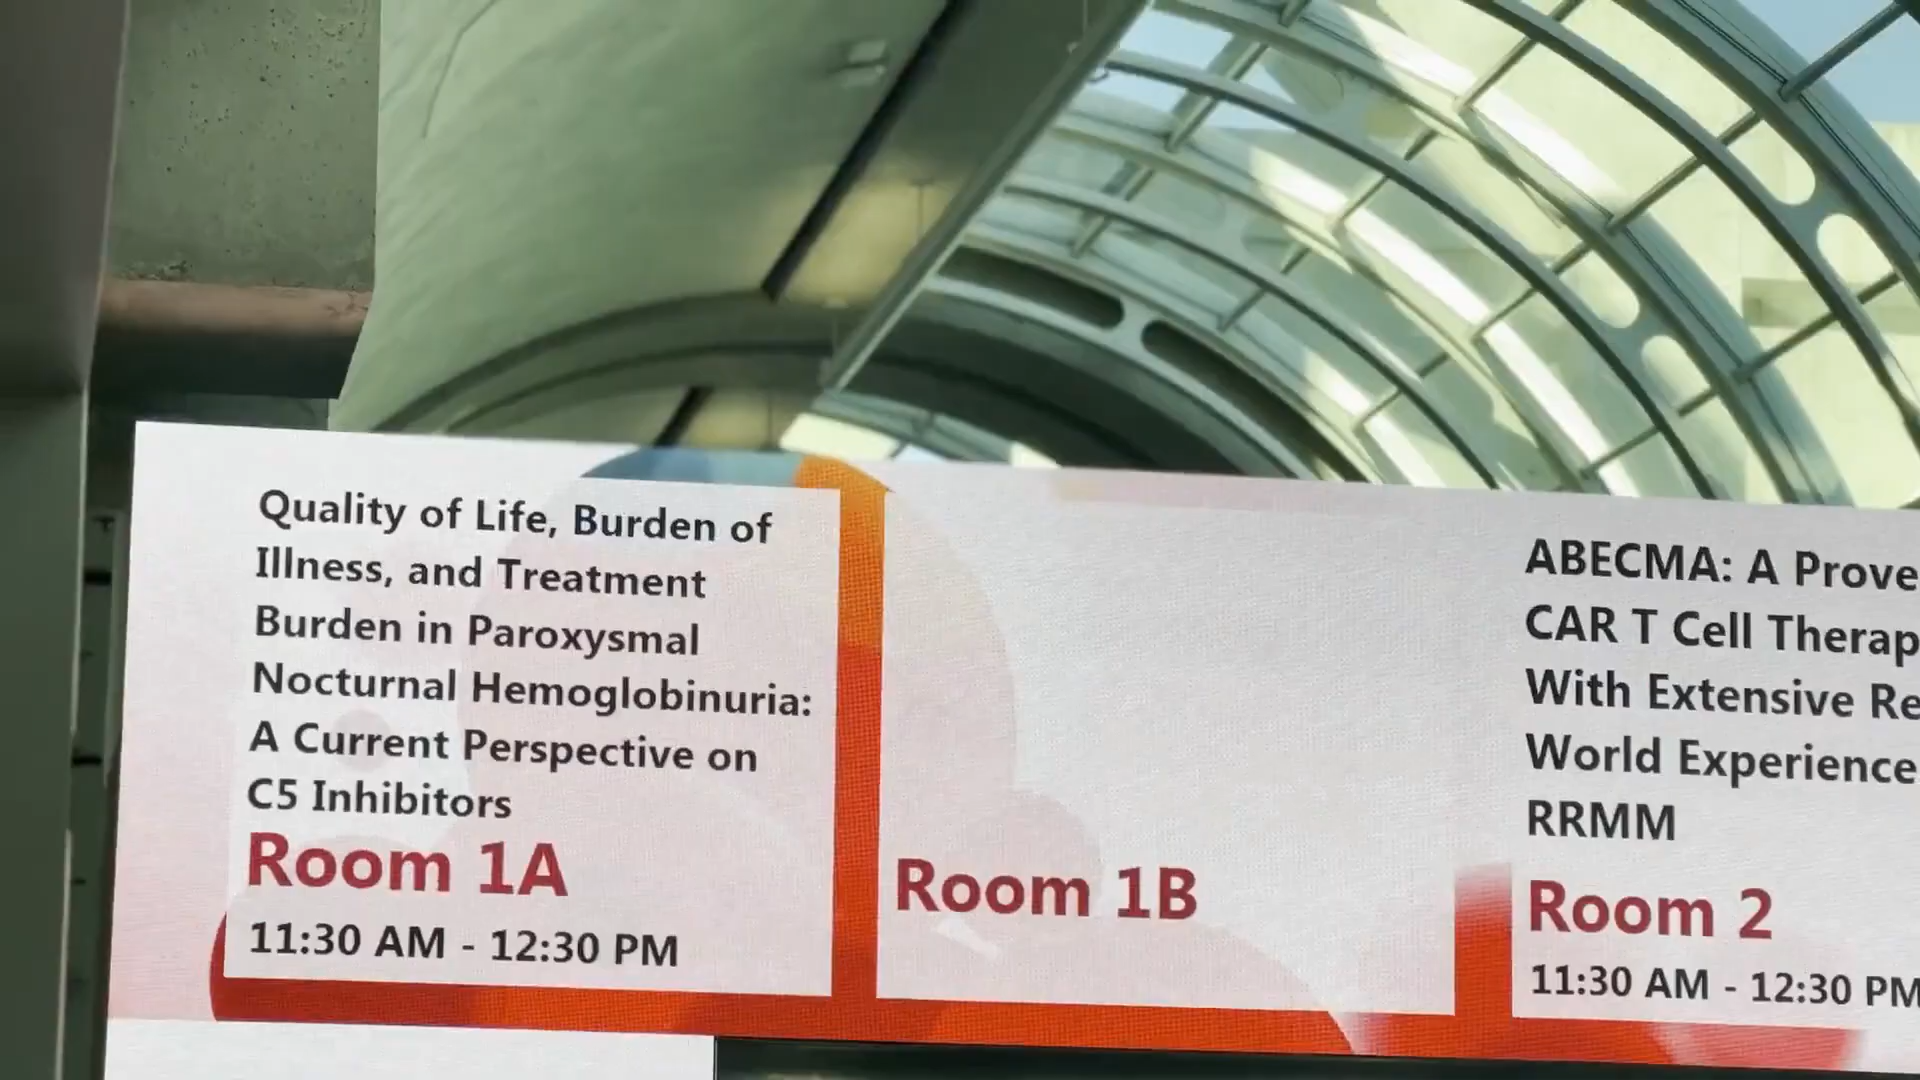 Quality of Life, Burden of
Illness, and Treatment
Burden in Paroxysmal
Nocturnal Hemoglobinuria:
A Current Perspective on
C5 Inhibitors
Room 1A
11:30 AM - 12:30 PM
Room 1B
ABECMA: A
CAR T Cell
With Extensive
World Experience
RRMM
Room 2
11:30 AM - 12:30 PM